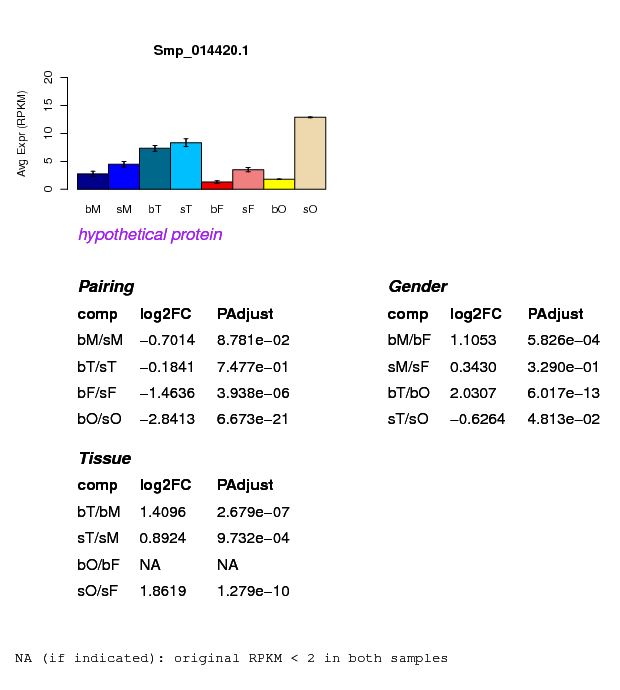 Smp_014420.1
Avg Expr (RPKM)
20
15
10
5
0
bM sM bT sT bF sF bO sO
hypothetical protein
Pairing
comp log2FC PAdjust
bM/sM −0.7014 8.781e−02
bT/sT −0.1841 7.477e−01
bF/sF −1.4636 3.938e−06
bO/sO −2.8413 6.673e−21
Gender
comp log2FC PAdjust
bM/bF 1.1053 5.826e−04
sM/sF 0.3430 3.290e−01
bT/bO 2.0307 6.017e−13
sT/sO −0.6264 4.813e−02
Tissue
comp log2FC PAdjust
bT/bM 1.4096 2.679e−07
sT/sM 0.8924 9.732e−04
bO/bF NA NA
sO/sF 1.8619 1.279e−10
NA (if indicated): original RPKM < 2 in both samples